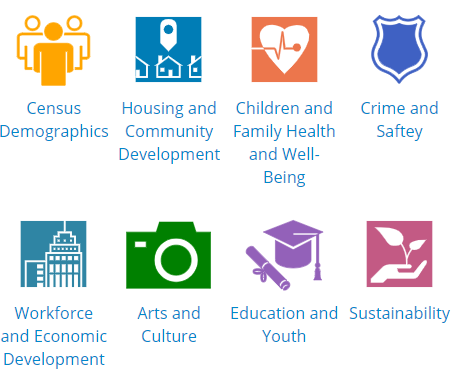 Census
Demographics
Housing and
Community
Development
Children and
Family Health
and Well-
Being
Crime and
Saftey
Workforce
and Economic
Development
Arts and
Culture
Education and
Youth
Sustainability